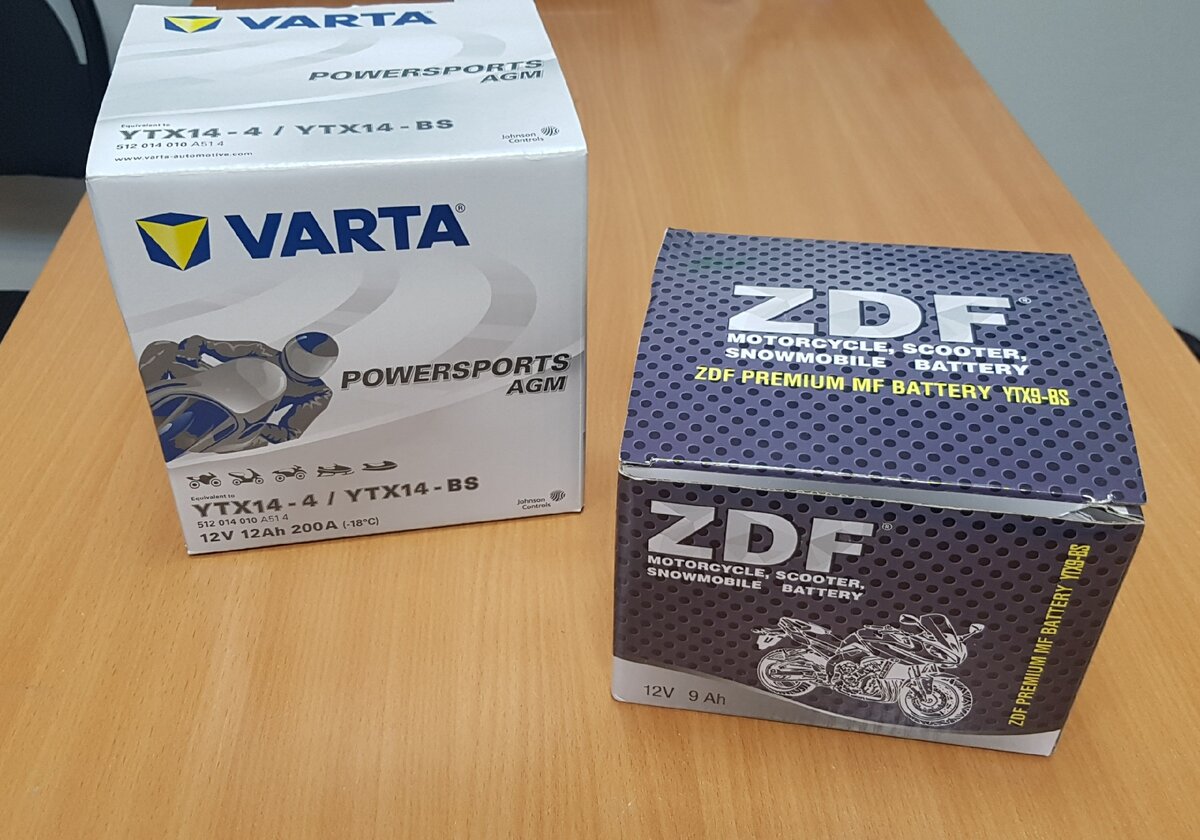 VARTA
POWERSPORTS
AGM
Equivalent to
YTX14-4 / YTX14-BS
512 014 010 A51 4
www.varta-automotive.com
Johnson
Controls
VARTA®
POWERSPORTS
AGM
Equivalent to
YTX14-4 / YTX14-BS
512 014 010 A51 4
12V 12Ah 200A (-18°C)
Johnson
Controls
ZDF®
MOTORCYCLE, SCOOTER,
SNOWMOBILE BATTERY
ZDF PREMIUM MF BATTERY YTX9-BS
ZDF®
MOTORCYCLE, SCOOTER,
SNOWMOBILE BATTERY
12V 9 Ah
ZDF PREMIUM MF BATTERY YTX9-BS